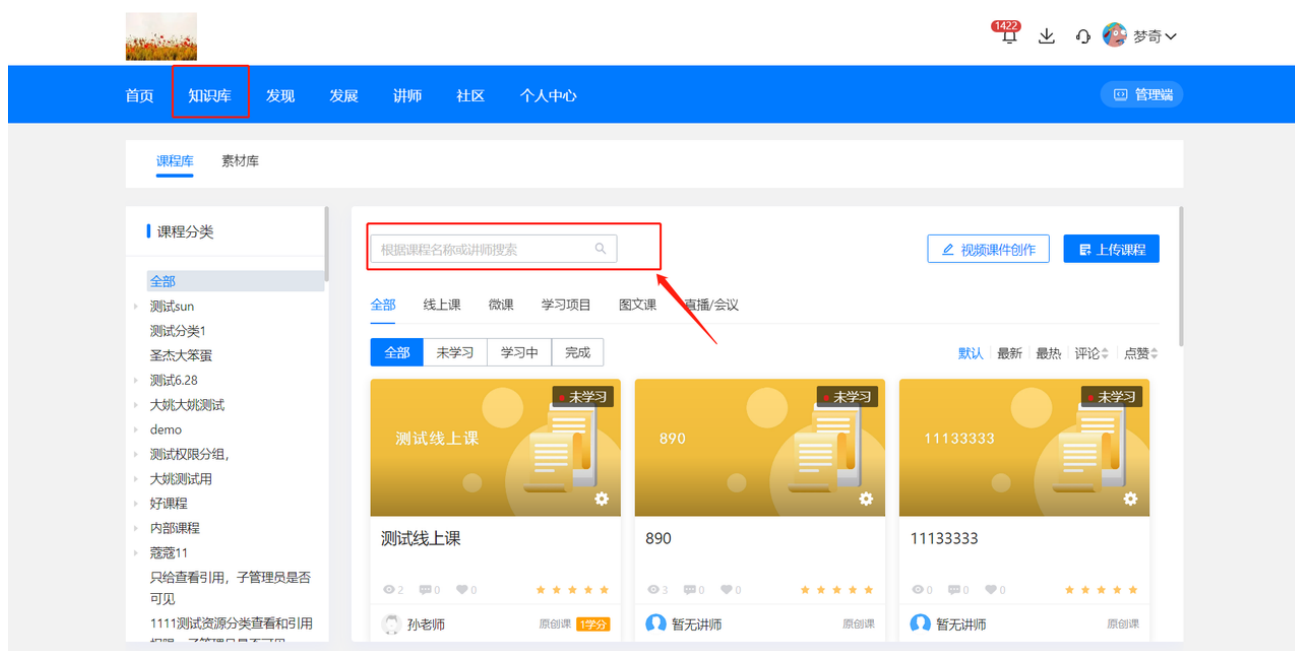 1422
梦奇
首页 知识库 发现 发展 讲师 社区 个人中心 管理端
课程库 素材库
课程分类
全部
测试sun
测试分类1
圣杰大笨蛋
测试6.28
大姚大姚测试
demo
测试权限分组,
大姚测试用
好课程
内部课程
蔻蔻11
只给查看引用,子管理员是否
可见
1111测试资源分类查看和引用
根据课程名称或讲师搜索
视频课件创作 上传课程
全部 线上课 微课 学习项目 图文课 直播/会议
全部 未学习 学习中 完成 默认 最新 最热 评论 点赞
未学习 未学习 未学习
测试线上课 890 11133333
测试线上课 890 11133333
2 0 0 3 0 0 0 0 0
孙老师 原创课 1学分 暂无讲师 原创课 暂无讲师 原创课